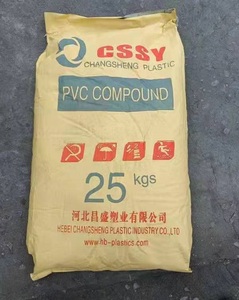 CSSY
CHANGSHENG PLASTIC
PVC COMPOUND
25 kgs
河北昌盛塑业有限公司
HEBEI CHANGSHENG PLASTIC INDUSTRY CO.,LTD
www.hb-plastics.com